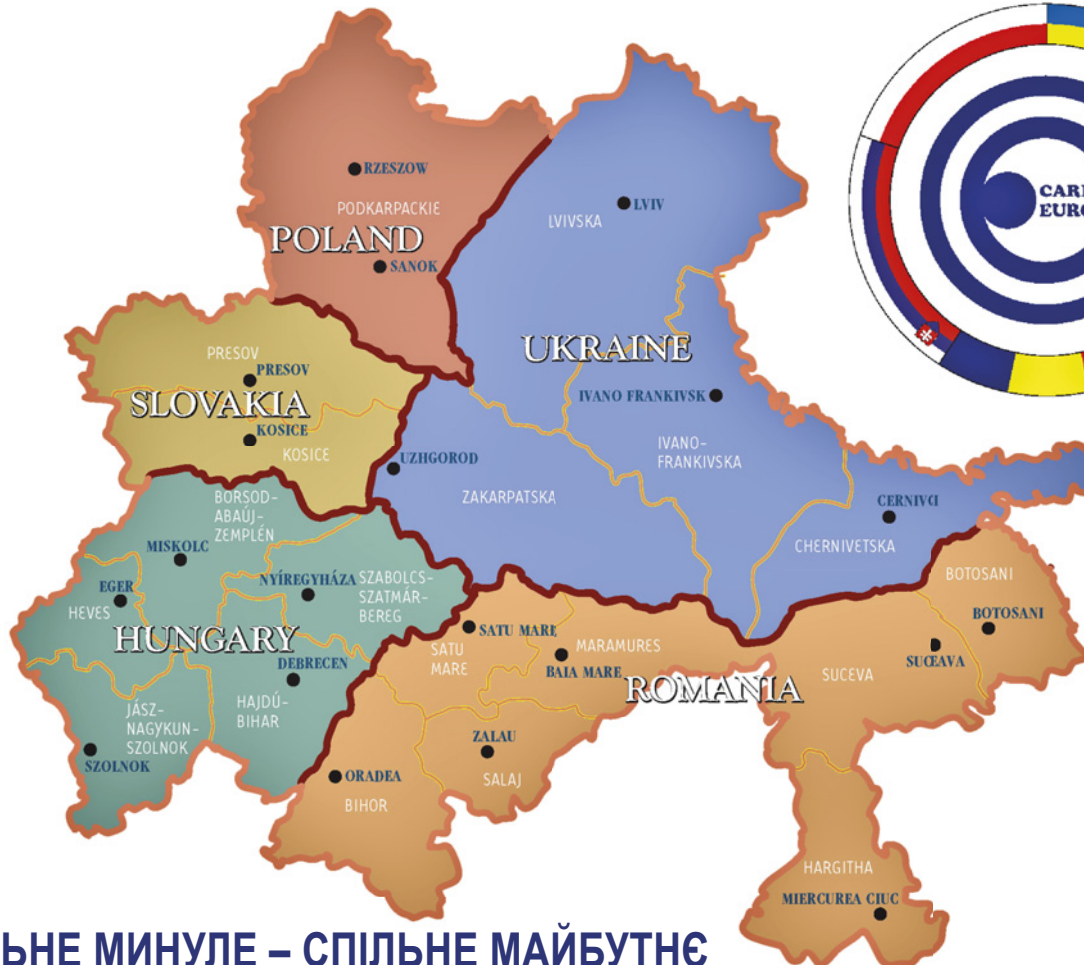 RZESZOW
PODKARPACKIE
POLAND
SANOK
LVIV
LVIVSKA
UKRAINE
IVANO FRANKIVSK
IVANO-
FRANKIVSKA
UZHGOROD
ZAKARPATSKA
CERNIVCI
CHERNIVETSKA
PRESOV
PRESOV
SLOVAKIA
KOSICE
KOSICE
BORSOD-
ABAÚJ-
ZEMPLÉN
MISKOLC
EGER
HEVES
NYÍREGYHÁZA
SZABOLCS-
SZATMÁR-
BEREG
HUNGARY
DEBRECEN
HAJDÚ-
BIHAR
JÁSZ-
NAGYKUN-
SZOLNOK
SZOLNOK
SATU MARE
SATU
MARE
MARAMURES
BAIA MARE
ROMANIA
ZALAU
SALAJ
ORADEA
BIHOR
BOTOSANI
BOTOSANI
SUCEAVA
SUCEVA
HARGITHA
MIERCUREA CIUC
ЬНЕ МИНУЛЕ – СПІЛЬНЕ МАЙБУТНЄ